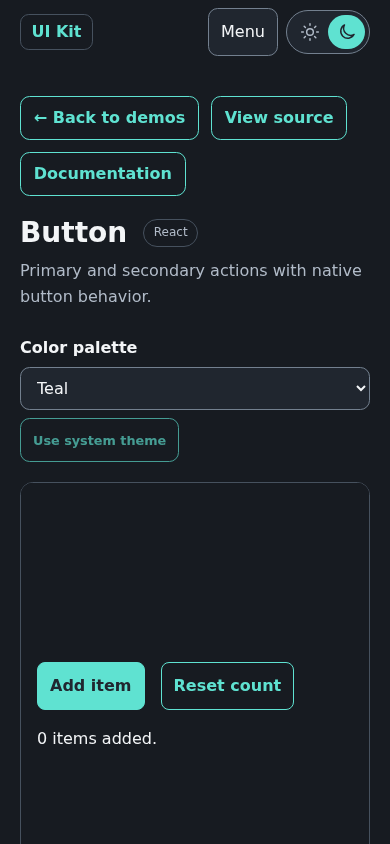 UI Kit
Menu
← Back to demos
View source
Documentation
Button
React
Primary and secondary actions with native
button behavior.
Color palette
Teal
Use system theme
Add item
Reset count
0 items added.